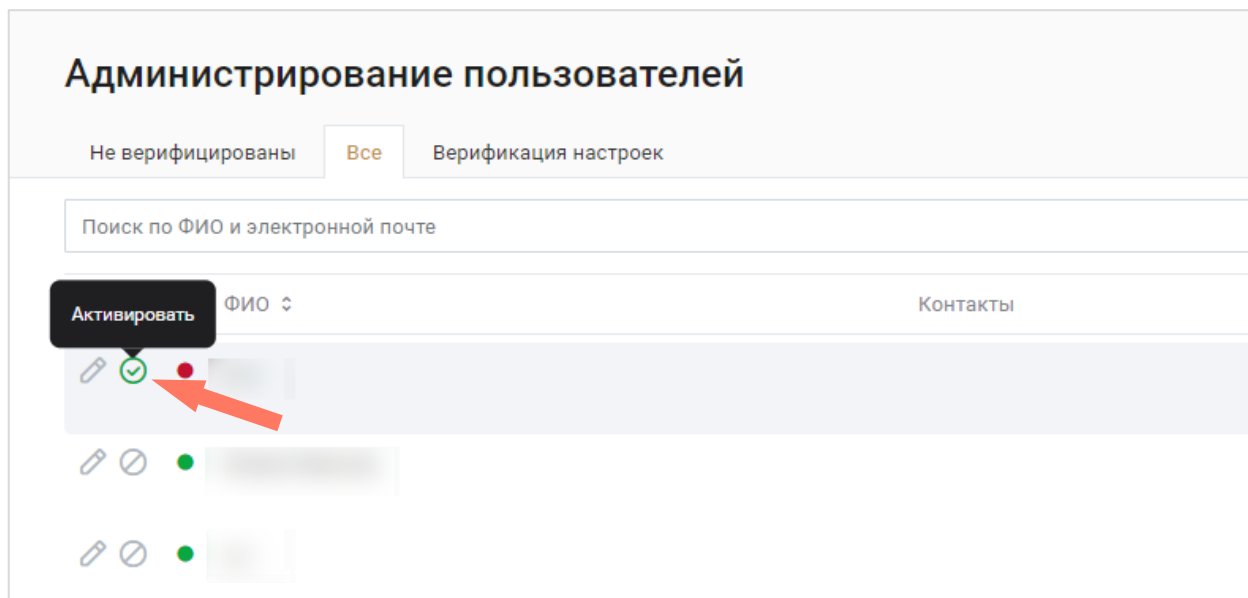 Администрирование пользователей
Не верифицированы Все Верификация настроек
Поиск по ФИО и электронной почте
Активировать ФИО Контакты